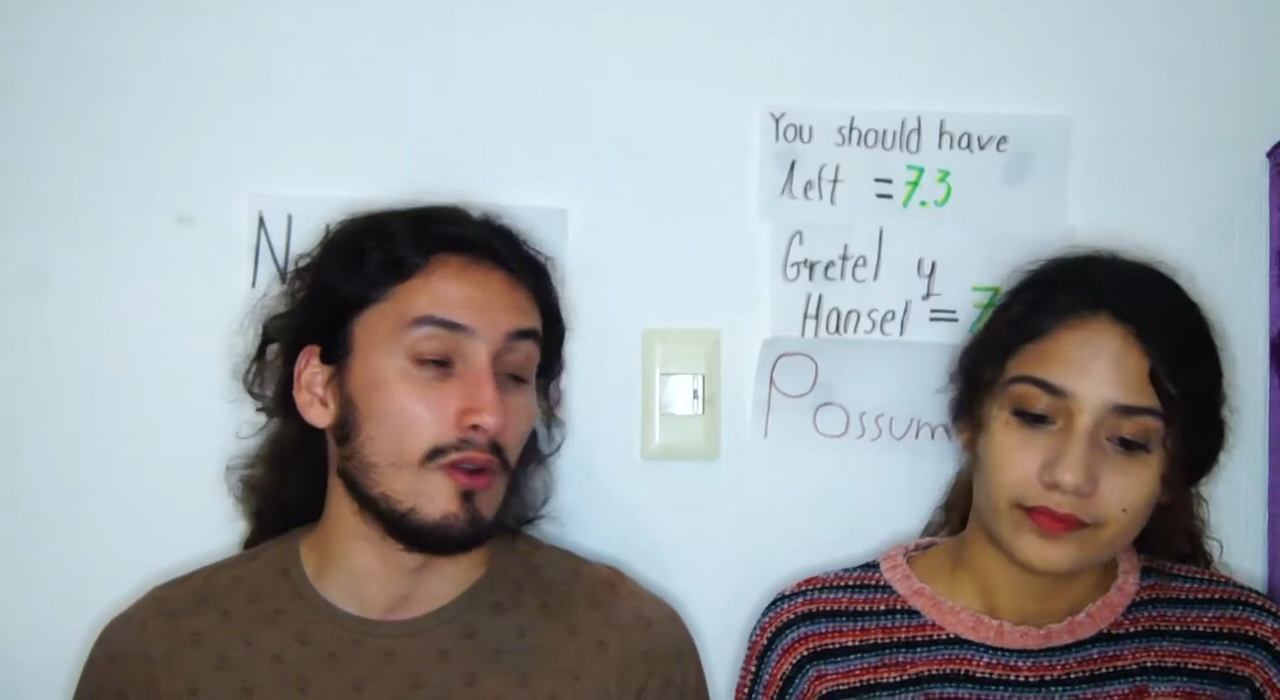 You should have
left =7.3
Gretel y
Hansel =7
Possum